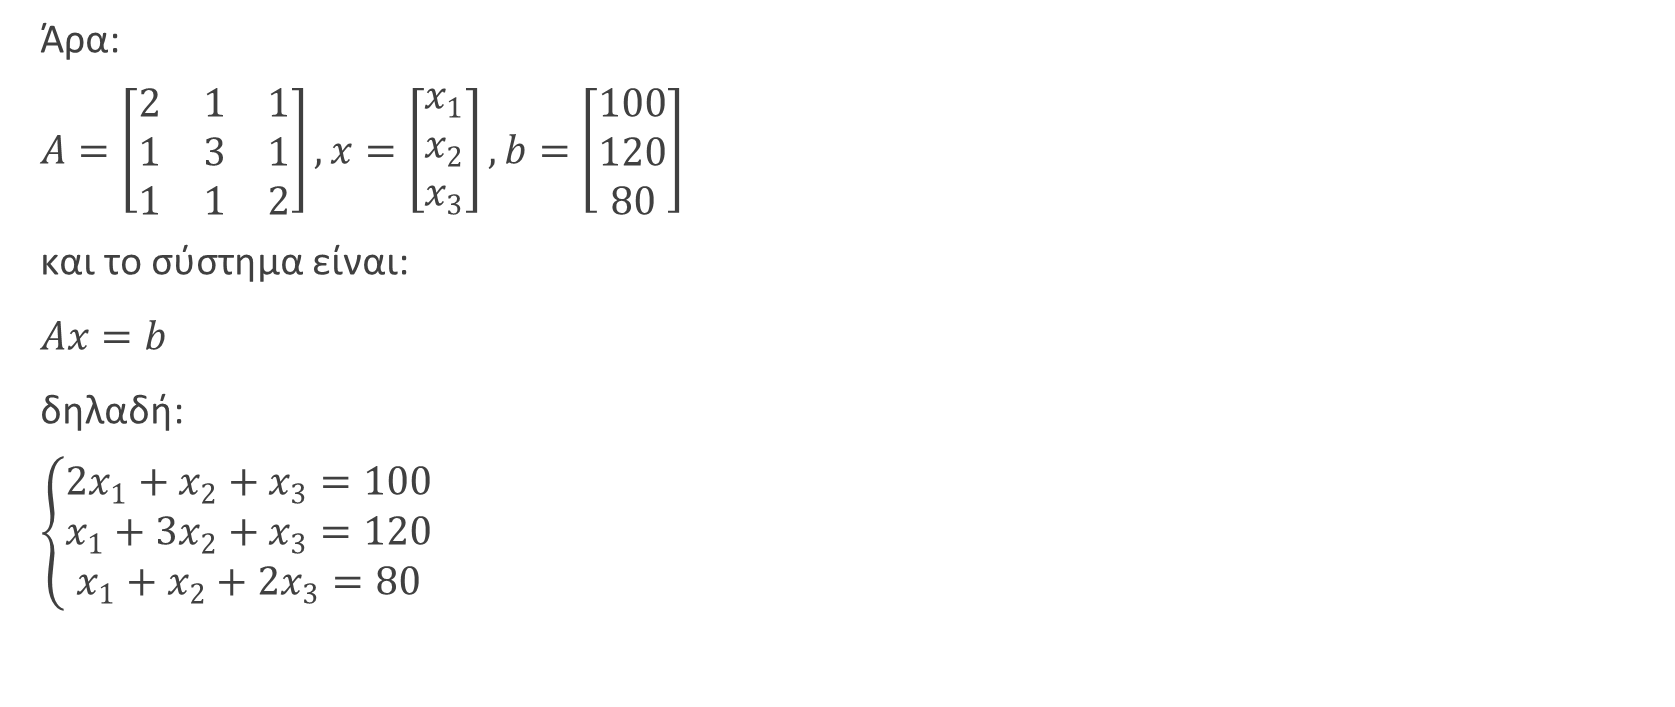 Άρα:
A = [2 1 1; 1 3 1; 1 1 2], x = [x₁; x₂; x₃], b = [100; 120; 80]
και το σύστημα είναι:
Ax = b
δηλαδή:
2x₁ + x₂ + x₃ = 100
x₁ + 3x₂ + x₃ = 120
x₁ + x₂ + 2x₃ = 80